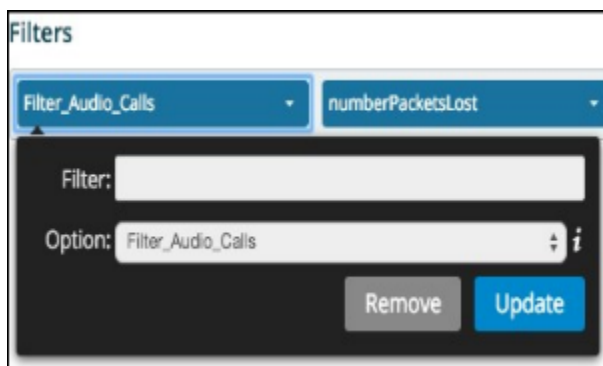 Filters
Filter_Audio_Calls numberPacketsLost
Filter:
Option: Filter_Audio_Calls i
Remove Update